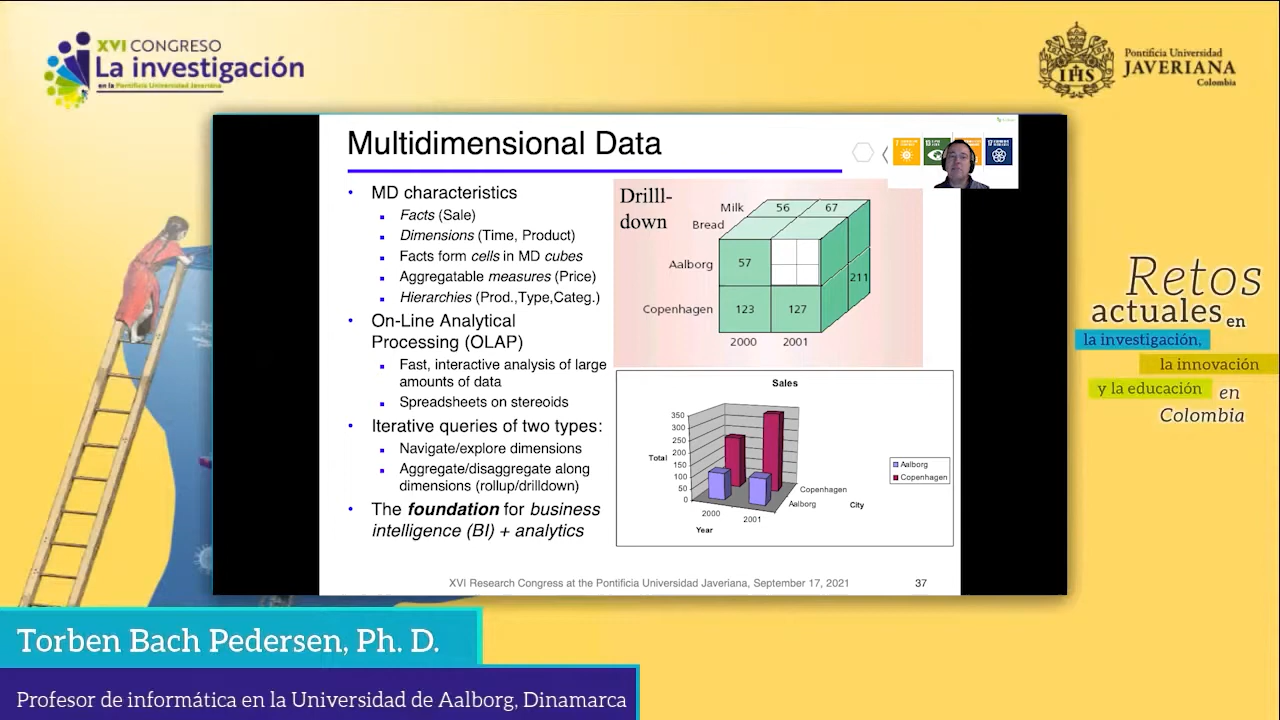 XVI CONGRESO
La investigación
en la Pontificia Universidad Javeriana
Pontificia Universidad
JAVERIANA
Colombia
IHS
Multidimensional Data
• MD characteristics
Facts (Sale)
Dimensions (Time, Product)
Facts form cells in MD cubes
Aggregatable measures (Price)
Hierarchies (Prod.,Type,Categ.)
• On-Line Analytical
Processing (OLAP)
Fast, interactive analysis of large
amounts of data
Spreadsheets on steroids
• Iterative queries of two types:
Navigate/explore dimensions
Aggregate/disaggregate along
dimensions (rollup/drilldown)
• The foundation for business
intelligence (BI) + analytics
Drilll-
down
Milk 56 67
Bread
Aalborg 57
211
Copenhagen 123 127
2000 2001
Sales
350
300
250
200
150
100
50
0
Total
2000
2001
Year
Copenhagen
Aalborg
City
Aalborg
Copenhagen
XVI Research Congress at the Pontificia Universidad Javeriana, September 17, 2021
37
Retos
actuales en
la investigación,
la innovación
y la educación en
Colombia
Torben Bach Pedersen, Ph. D.
Profesor de informática en la Universidad de Aalborg, Dinamarca